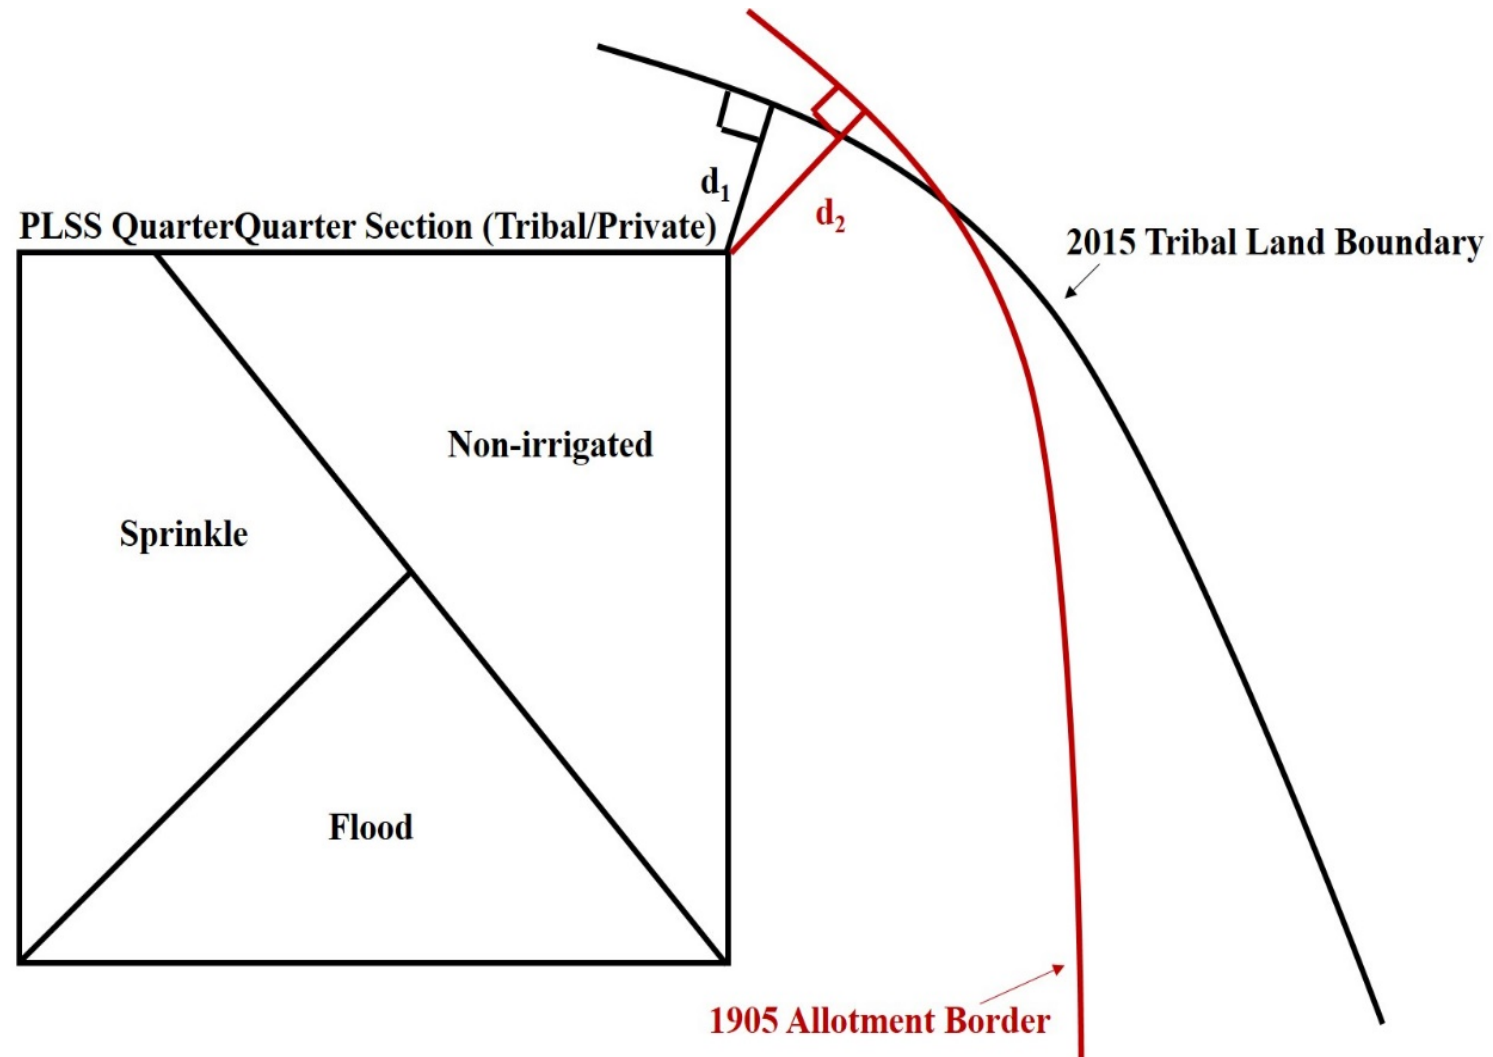 d₁
d₂
PLSS QuarterQuarter Section (Tribal/Private)
2015 Tribal Land Boundary
Non-irrigated
Sprinkle
Flood
1905 Allotment Border